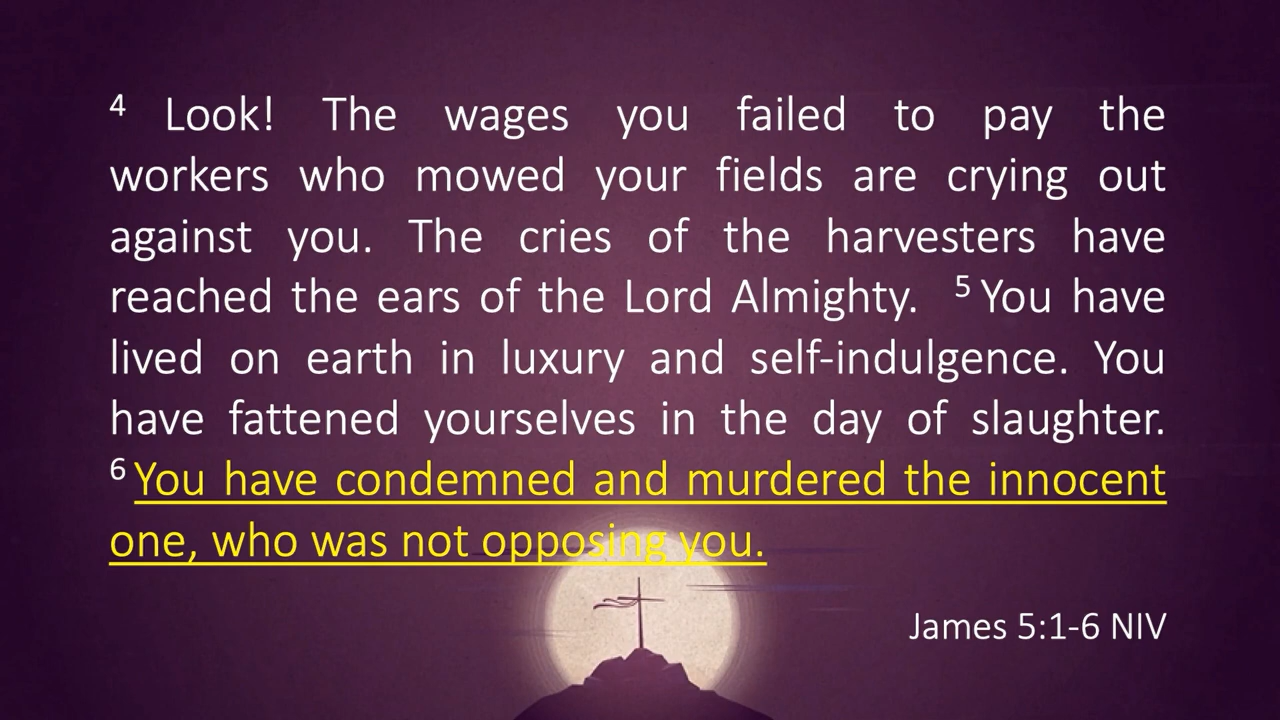 4 Look! The wages you failed to pay the
workers who mowed your fields are crying out
against you. The cries of the harvesters have
reached the ears of the Lord Almighty. 5 You have
lived on earth in luxury and self-indulgence. You
have fattened yourselves in the day of slaughter.
6 You have condemned and murdered the innocent
one, who was not opposing you.
James 5:1-6 NIV